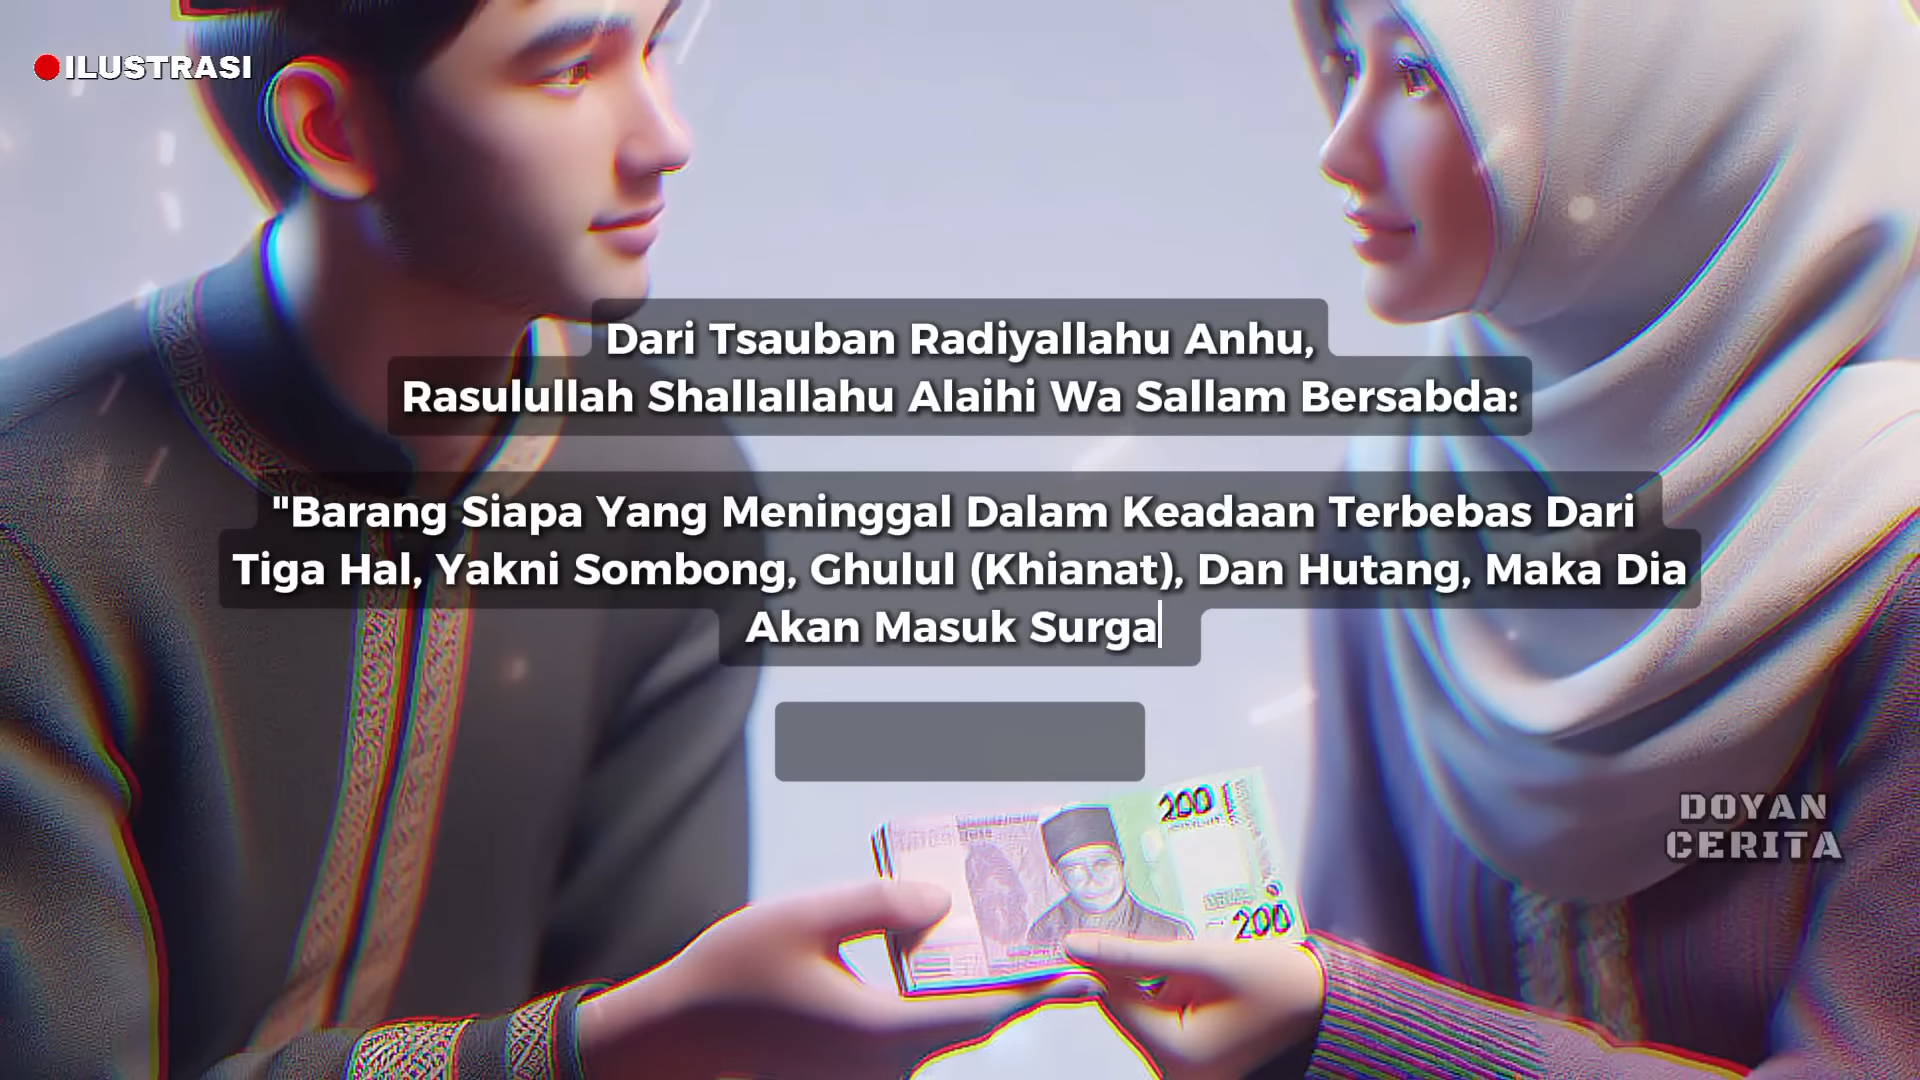 ILUSTRASI
Dari Tsauban Radiyallahu Anhu,
Rasulullah Shallallahu Alaihi Wa Sallam Bersabda:
"Barang Siapa Yang Meninggal Dalam Keadaan Terbebas Dari
Tiga Hal, Yakni Sombong, Ghulul (Khianat), Dan Hutang, Maka Dia
Akan Masuk Surga
200
200
DOYAN
CERITA